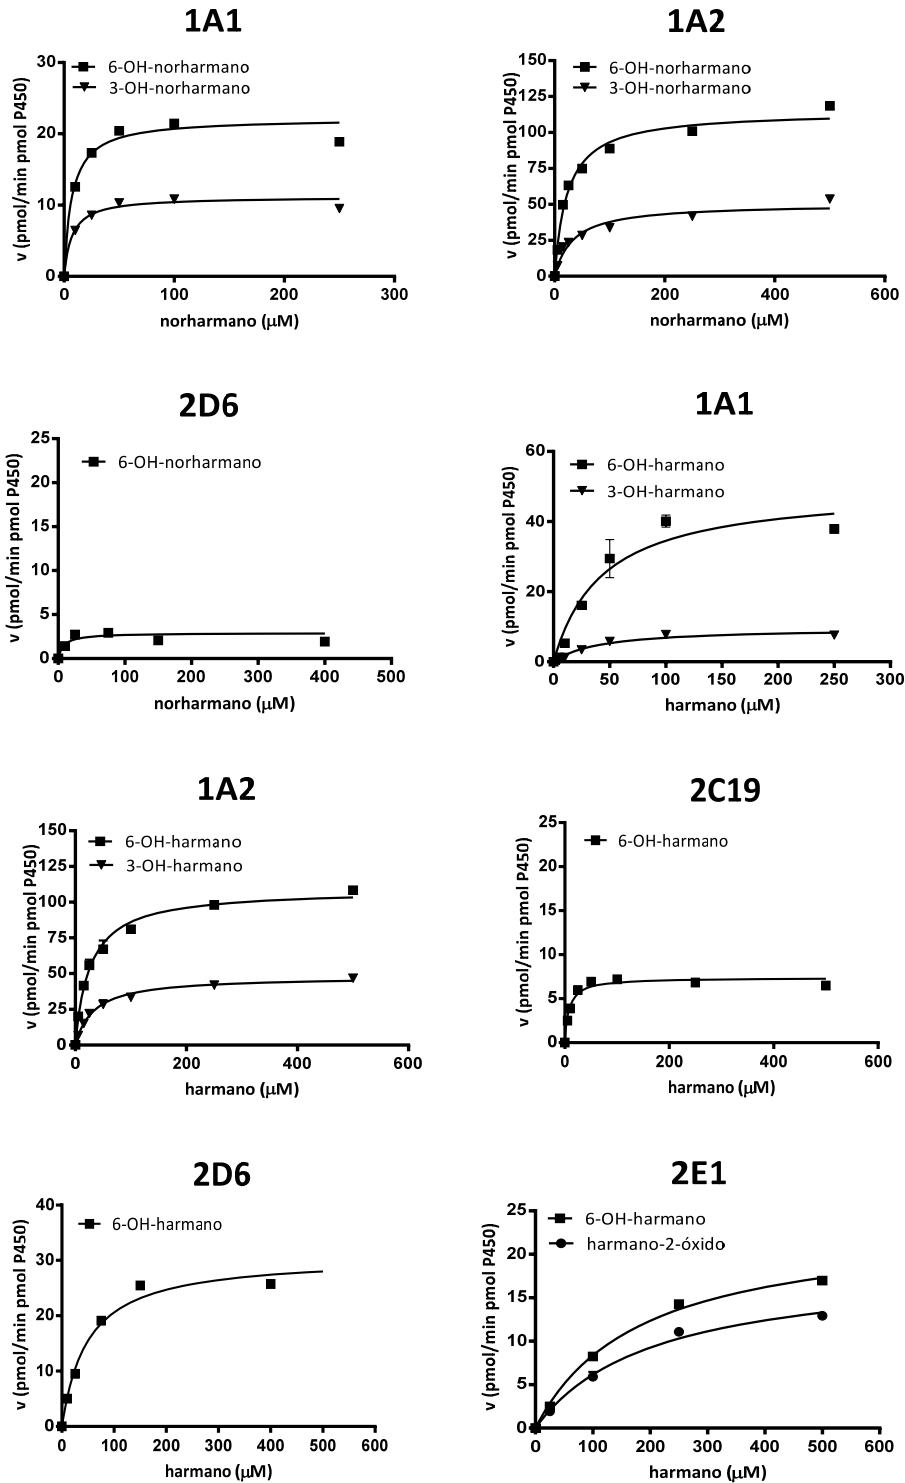 1A1
v (pmol/min pmol P450)
30
20
10
0
6-OH-norharmano
3-OH-norharmano
0 100 200 300
norharmano (μM)
1A2
v (pmol/min pmol P450)
150
125
100
75
50
25
0
6-OH-norharmano
3-OH-norharmano
0 200 400 600
norharmano (μM)
2D6
v (pmol/min pmol P450)
25
20
15
10
5
0
6-OH-norharmano
0 100 200 300 400 500
norharmano (μM)
1A1
v (pmol/min pmol P450)
60
40
20
0
6-OH-harmano
3-OH-harmano
0 50 100 150 200 250 300
harmano (μM)
1A2
v (pmol/min pmol P450)
150
125
100
75
50
25
0
6-OH-harmano
3-OH-harmano
0 200 400 600
harmano (μM)
2C19
v (pmol/min pmol P450)
25
20
15
10
5
0
6-OH-harmano
0 200 400 600
harmano (μM)
2D6
v (pmol/min pmol P450)
40
30
20
10
0
6-OH-harmano
0 100 200 300 400 500 600
harmano (μM)
2E1
v (pmol/min pmol P450)
25
20
15
10
5
0
6-OH-harmano
harmano-2-óxido
0 100 200 300 400 500 600
harmano (μM)